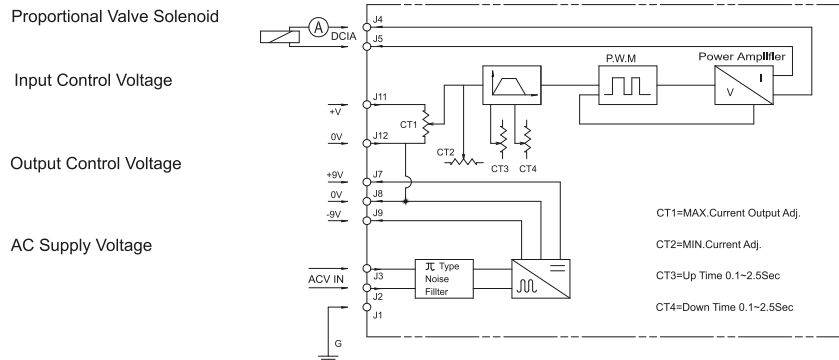 Proportional Valve Solenoid
A
DCIA
J4
J5
P.W.M
Power Amplifier
I
V
Input Control Voltage
J11
+V
CT1
0V
J12
CT2
CT3
CT4
Output Control Voltage
+9V
J7
0V
J8
-9V
J9
CT1=MAX.Current Output Adj.
AC Supply Voltage
CT2=MIN.Current Adj.
π Type
Noise
Fillter
J3
ACV IN
J2
CT3=Up Time 0.1~2.5Sec
J1
CT4=Down Time 0.1~2.5Sec
G